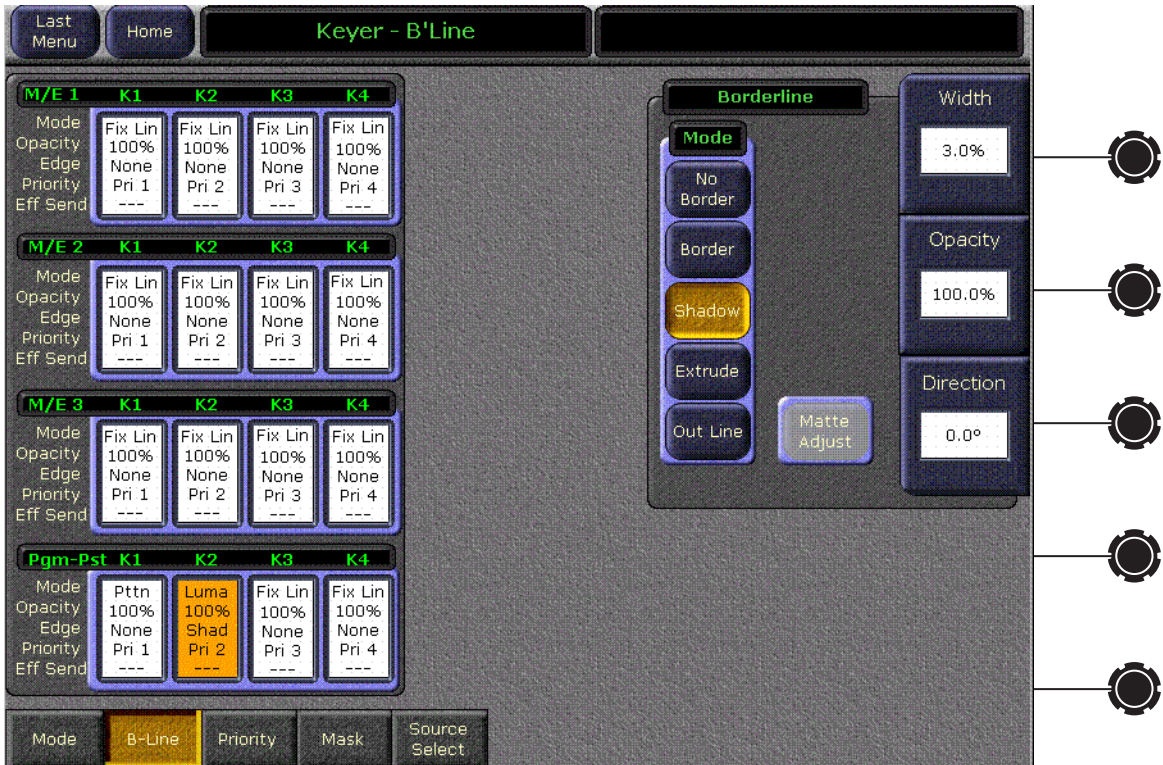 Last Menu
Home
Keyer - B'Line
M/E 1 K1 K2 K3 K4
Mode Fix Lin Fix Lin Fix Lin Fix Lin
Opacity 100% 100% 100% 100%
Edge None None None None
Priority Pri 1 Pri 2 Pri 3 Pri 4
Eff Send --- --- --- ---
M/E 2 K1 K2 K3 K4
Mode Fix Lin Fix Lin Fix Lin Fix Lin
Opacity 100% 100% 100% 100%
Edge None None None None
Priority Pri 1 Pri 2 Pri 3 Pri 4
Eff Send --- --- --- ---
M/E 3 K1 K2 K3 K4
Mode Fix Lin Fix Lin Fix Lin Fix Lin
Opacity 100% 100% 100% 100%
Edge None None None None
Priority Pri 1 Pri 2 Pri 3 Pri 4
Eff Send --- --- --- ---
Pgm-Pst K1 K2 K3 K4
Mode Pttn Luma Fix Lin Fix Lin
Opacity 100% 100% 100% 100%
Edge None Shad None None
Priority Pri 1 Pri 2 Pri 3 Pri 4
Eff Send --- --- --- ---
Borderline
Mode
No
Border
Border
Shadow
Extrude
Out Line
Matte
Adjust
Width
3.0%
Opacity
100.0%
Direction
0.0°
Mode
B-Line
Priority
Mask
Source
Select